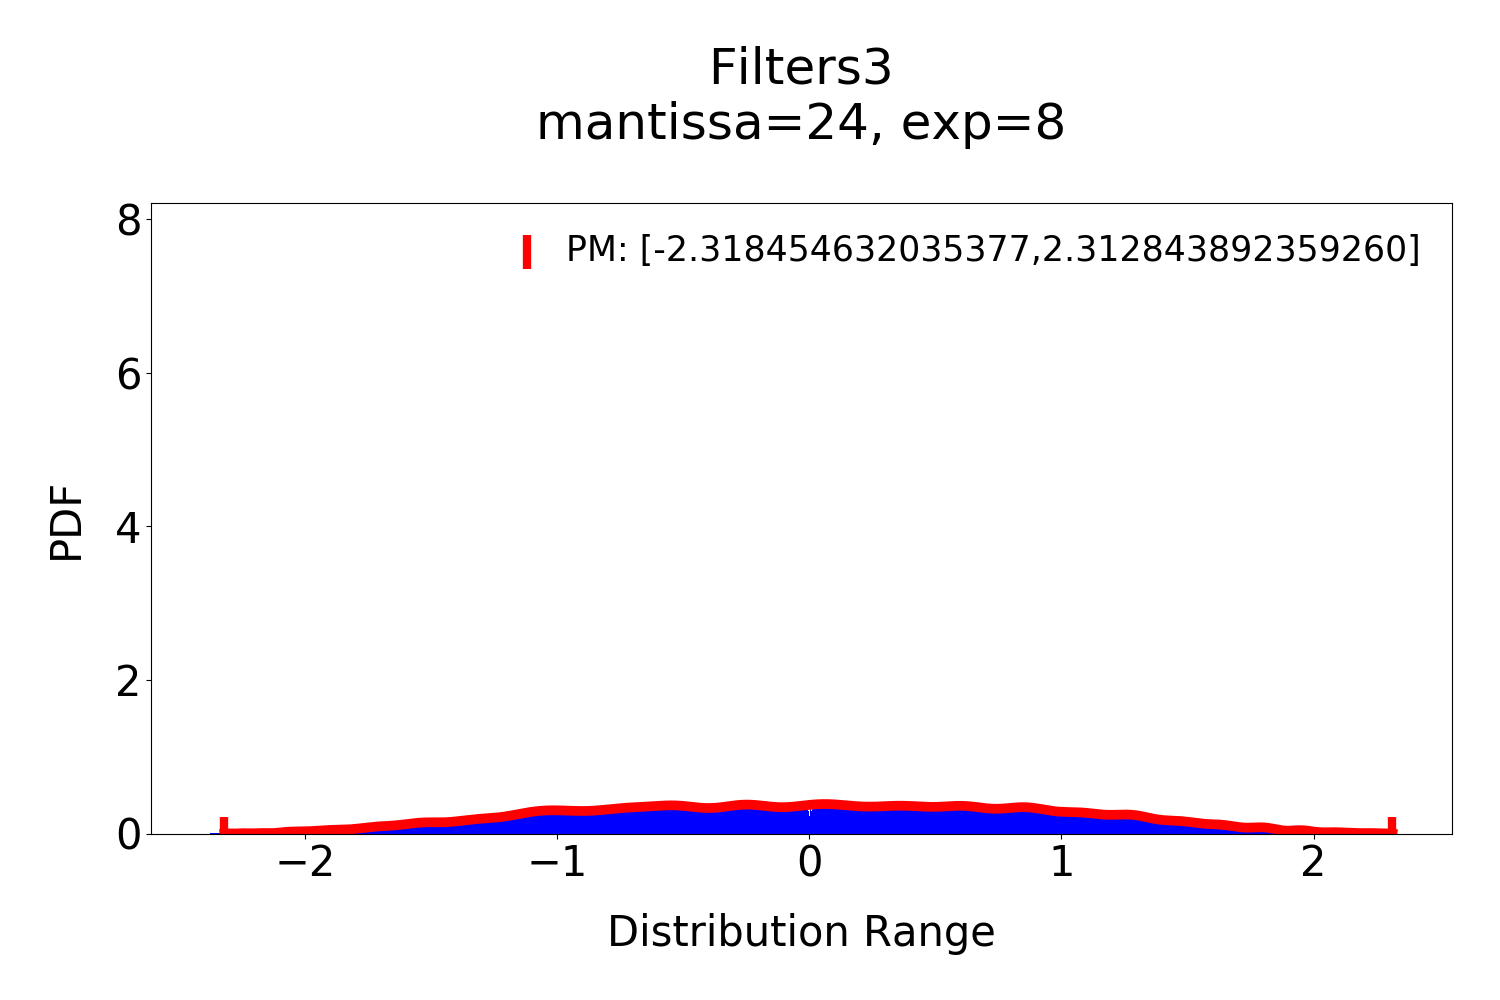 Filters3
mantissa=24, exp=8
PM: [-2.318454632035377,2.312843892359260]
8
6
4
2
0
PDF
−2
−1
0
1
2
Distribution Range